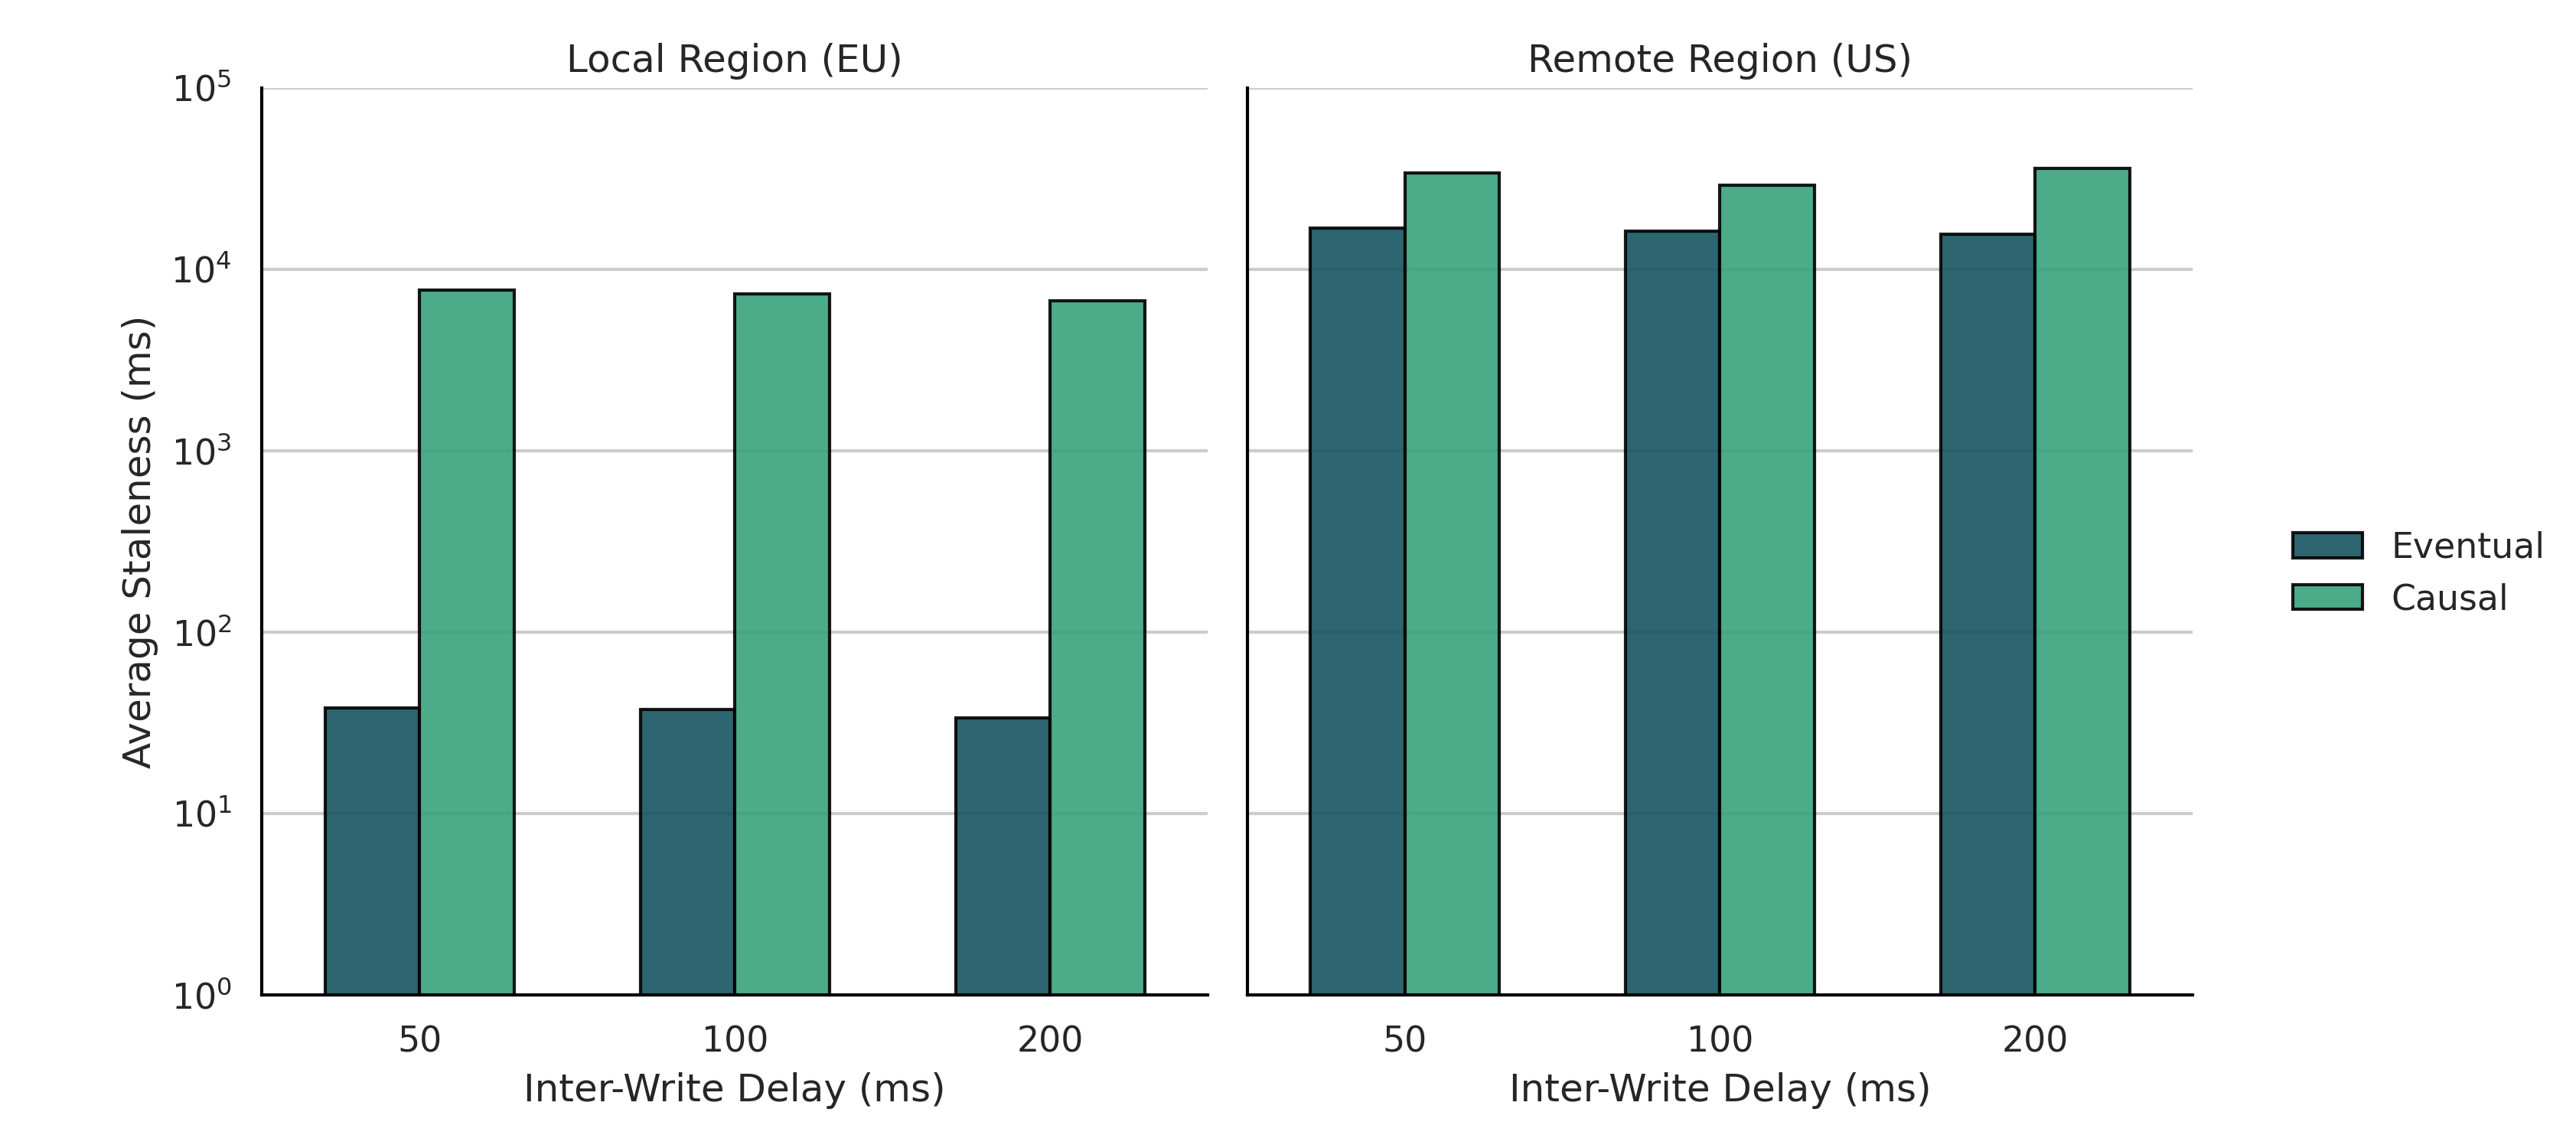 Local Region (EU)
Remote Region (US)
Average Staleness (ms)
10⁵
10⁴
10³
10²
10¹
10⁰
50 100 200
Inter-Write Delay (ms)
50 100 200
Inter-Write Delay (ms)
Eventual
Causal